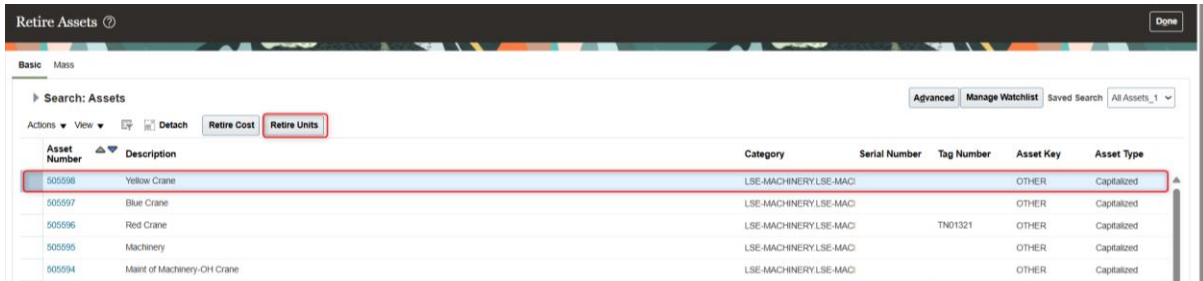 Retire Assets
Done
Basic Mass
Search: Assets
Advanced Manage Watchlist Saved Search All Assets_1
Actions View Detach Retire Cost Retire Units
Asset Number Description Category Serial Number Tag Number Asset Key Asset Type
505598 Yellow Crane LSE-MACHINERY.LSE-MACI OTHER Capitalized
505597 Blue Crane LSE-MACHINERY.LSE-MACI OTHER Capitalized
505596 Red Crane LSE-MACHINERY.LSE-MACI TN01321 OTHER Capitalized
505595 Machinery LSE-MACHINERY.LSE-MACI OTHER Capitalized
505594 Maint of Machinery-OH Crane LSE-MACHINERY.LSE-MACI OTHER Capitalized